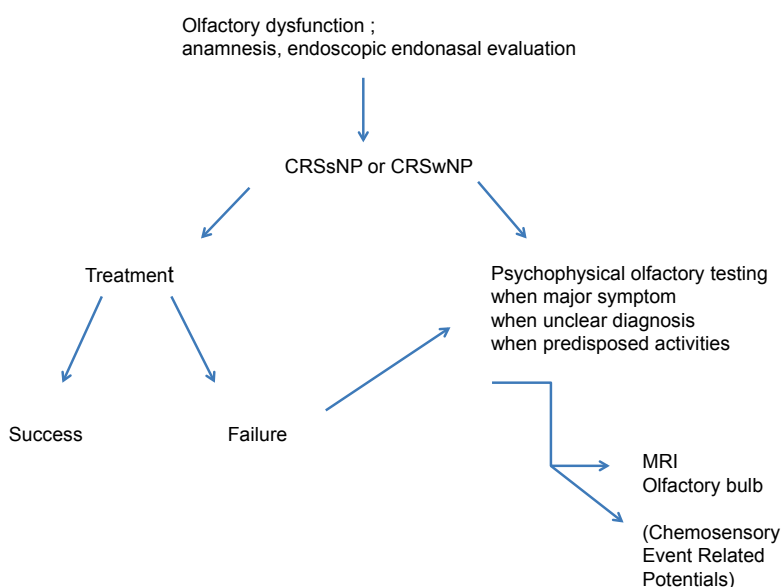 Olfactory dysfunction ;
anamnesis, endoscopic endonasal evaluation
CRSsNP or CRSwNP
Treatment
Psychophysical olfactory testing
when major symptom
when unclear diagnosis
when predisposed activities
Success
Failure
MRI
Olfactory bulb
(Chemosensory
Event Related
Potentials)